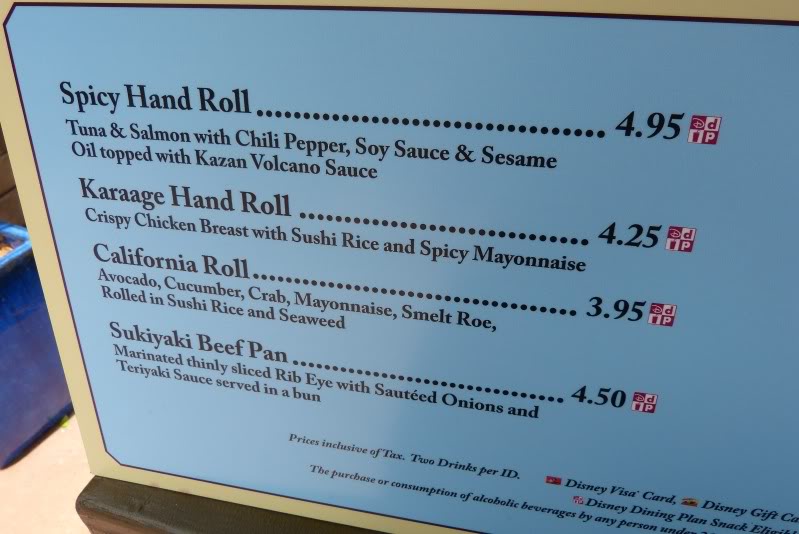 Spicy Hand Roll ........................................ 4.95
Tuna & Salmon with Chili Pepper, Soy Sauce & Sesame
Oil topped with Kazan Volcano Sauce
Karaage Hand Roll ................................. 4.25
Crispy Chicken Breast with Sushi Rice and Spicy Mayonnaise
California Roll ..................................... 3.95
Avocado, Cucumber, Crab, Mayonnaise, Smelt Roe,
Rolled in Sushi Rice and Seaweed
Sukiyaki Beef Pan ............................... 4.50
Marinated thinly sliced Rib Eye with Sautéed Onions and
Teriyaki Sauce served in a bun
Prices inclusive of Tax. Two Drinks per ID.
Disney Visa® Card, Disney Gift
Disney Dining Plan Snack
The purchase or consumption of alcoholic beverages by any person under